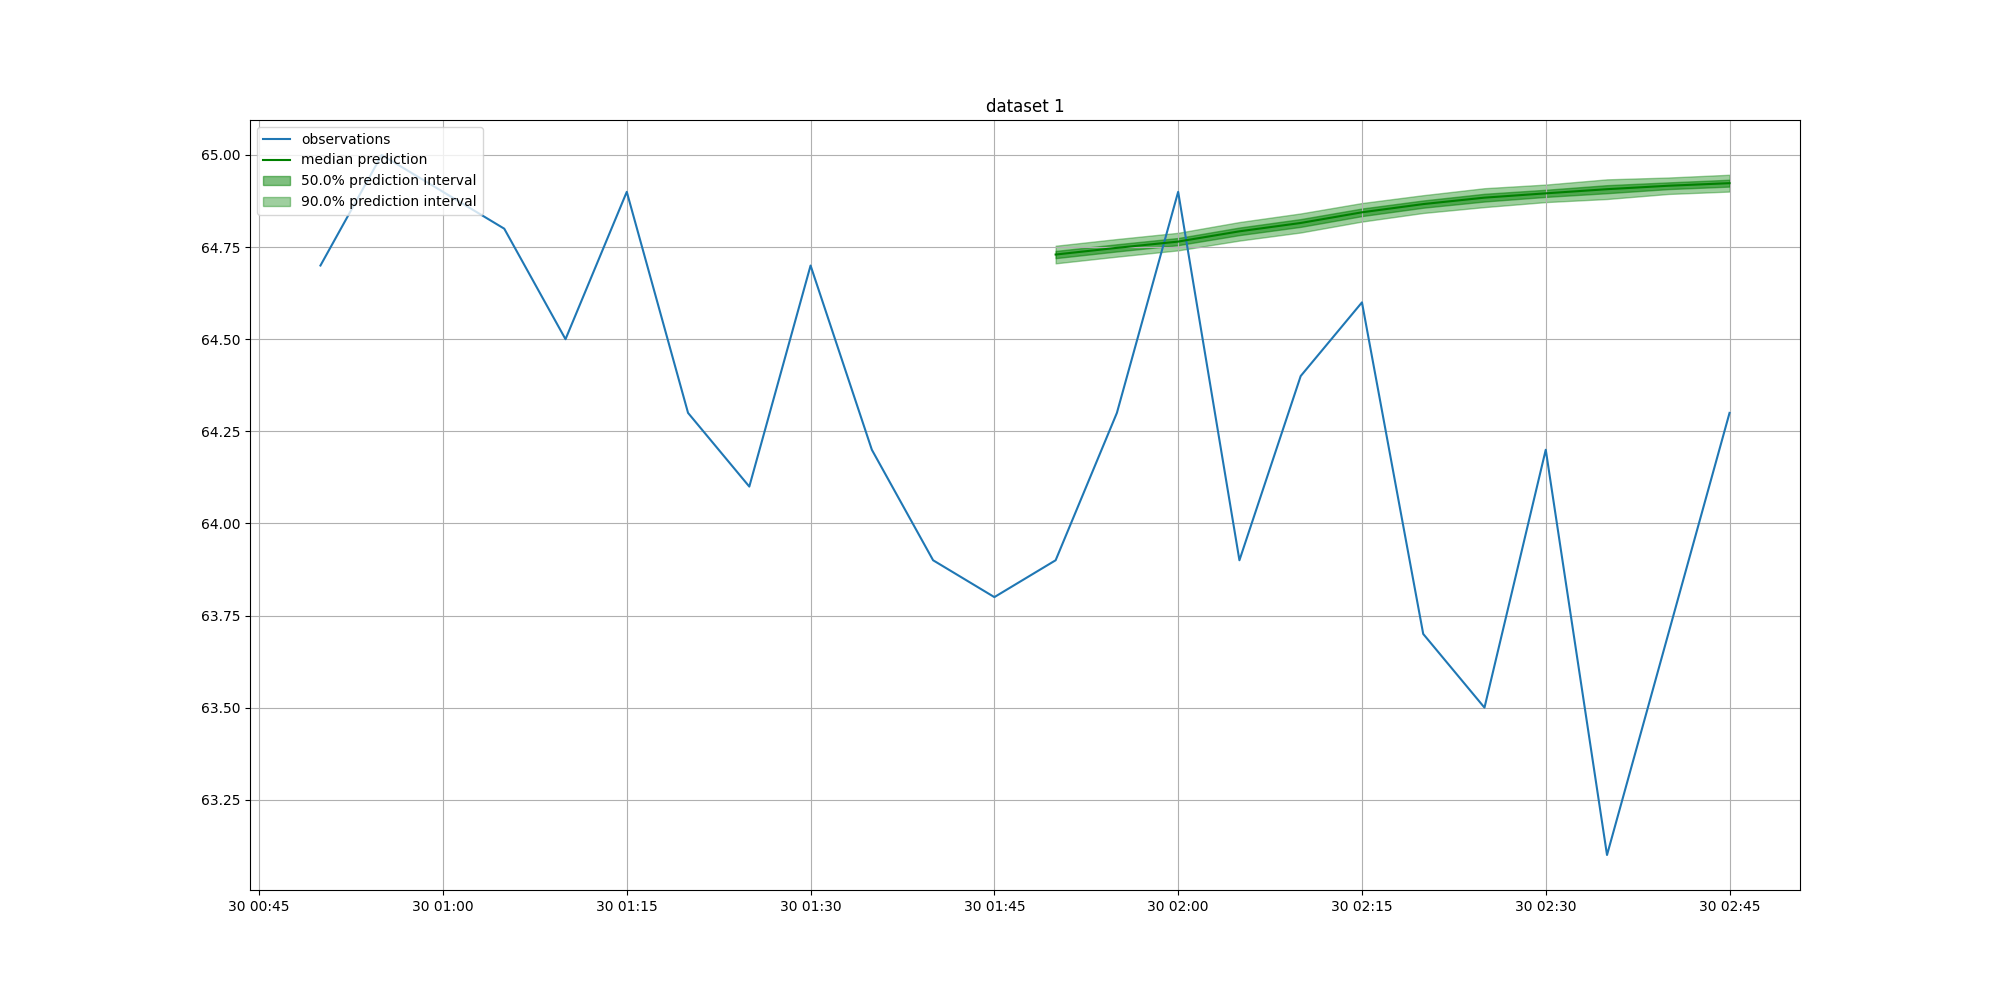 dataset 1
observations
median prediction
50.0% prediction interval
90.0% prediction interval
65.00
64.75
64.50
64.25
64.00
63.75
63.50
63.25
30 00:45 30 01:00 30 01:15 30 01:30 30 01:45 30 02:00 30 02:15 30 02:30 30 02:45